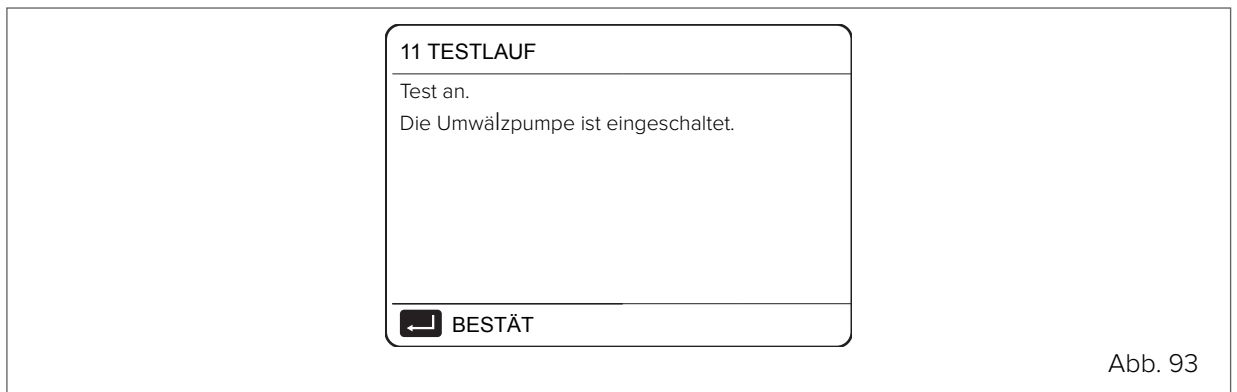 11 TESTLAUF
Test an.
Die Umwälzpumpe ist eingeschaltet.
BESTÄT
Abb. 93